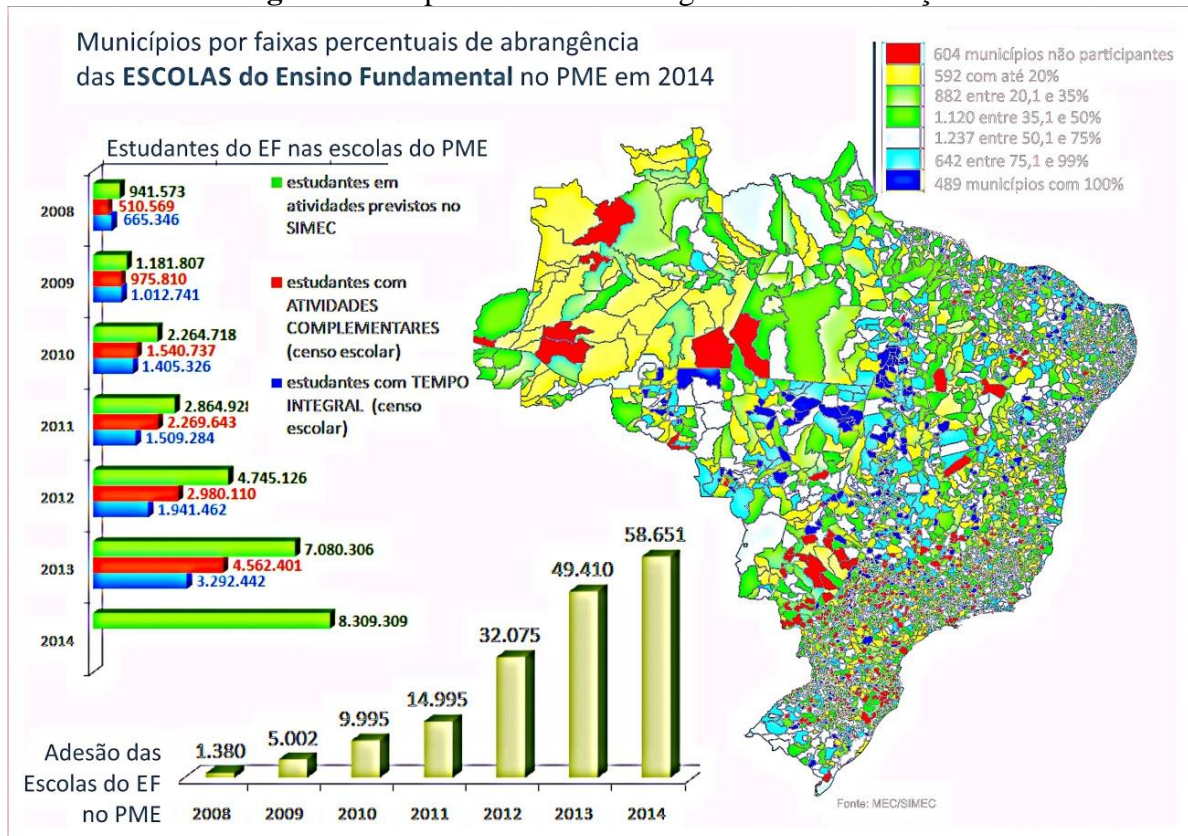 Municípios por faixas percentuais de abrangência
das ESCOLAS do Ensino Fundamental no PME em 2014
604 municípios não participantes
592 com até 20%
882 entre 20,1 e 35%
1.120 entre 35,1 e 50%
1.237 entre 50,1 e 75%
642 entre 75,1 e 99%
489 municípios com 100%
Estudantes do EF nas escolas do PME
estudantes em
atividades previstos no
SIMEC
estudantes com
ATIVIDADES
COMPLEMENTARES
(censo escolar)
estudantes com TEMPO
INTEGRAL (censo
escolar)
2008
941.573
510.569
665.346
2009
1.181.807
975.810
1.012.741
2010
2.264.718
1.540.737
1.405.326
2011
2.864.928
2.269.643
1.509.284
2012
4.745.126
2.980.110
1.941.462
2013
7.080.306
4.562.401
3.292.442
2014
8.309.309
Adesão das
Escolas do EF
no PME
1.380
5.002
9.995
14.995
32.075
49.410
58.651
2008 2009 2010 2011 2012 2013 2014
Fonte: MEC/SIMEC